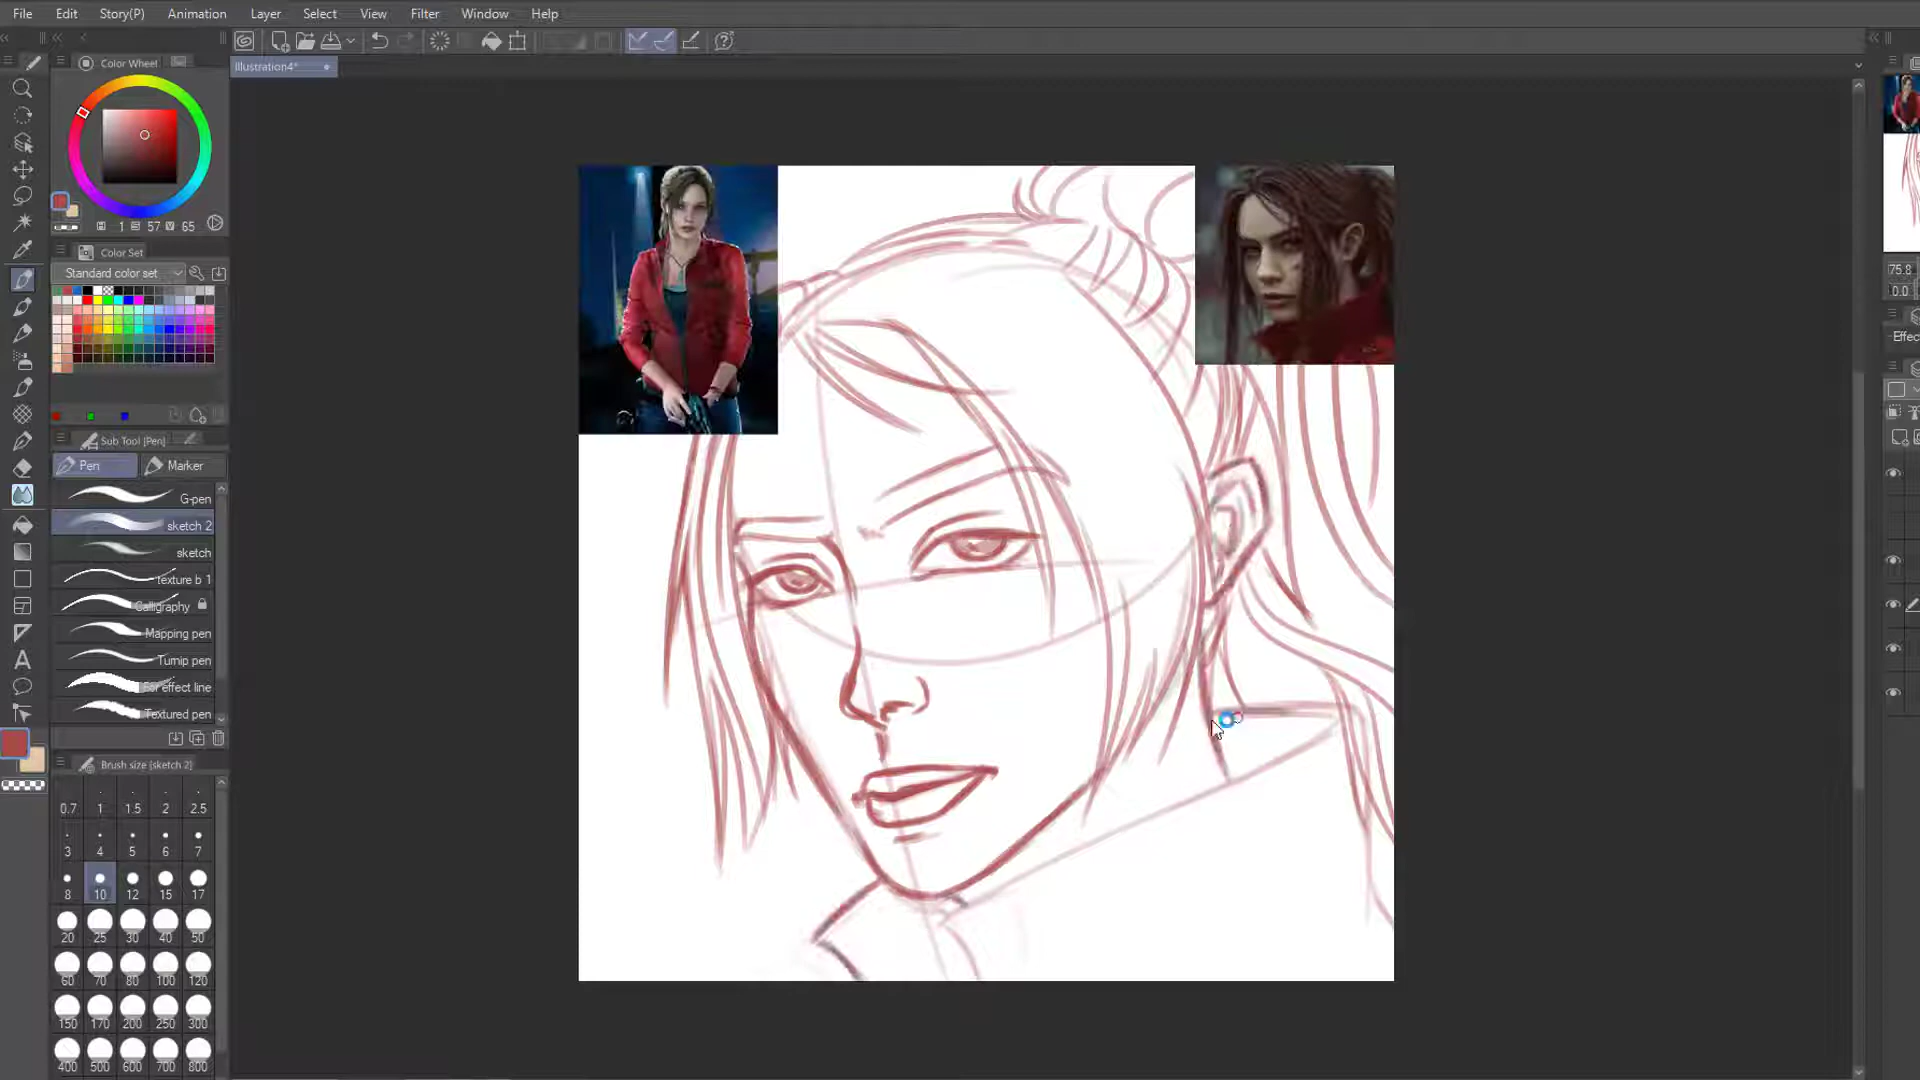 File Edit Story(P) Animation Layer Select View Filter Window Help
Illustration4*
Color Wheel
1 57 V 65
Color Set
Standard color set
Sub Tool [Pen]
Pen Marker
G-pen
sketch 2
sketch
texture b 1
Calligraphy
Mapping pen
Turnip pen
For effect line
Textured pen
Brush size (sketch 2)
0.7 1 1.5 2 2.5
3 4 5 6 7
8 10 12 15 17
20 25 30 40 50
60 70 80 100 120
150 170 200 250 300
400 500 600 700 800
75.8
0.0
Effec